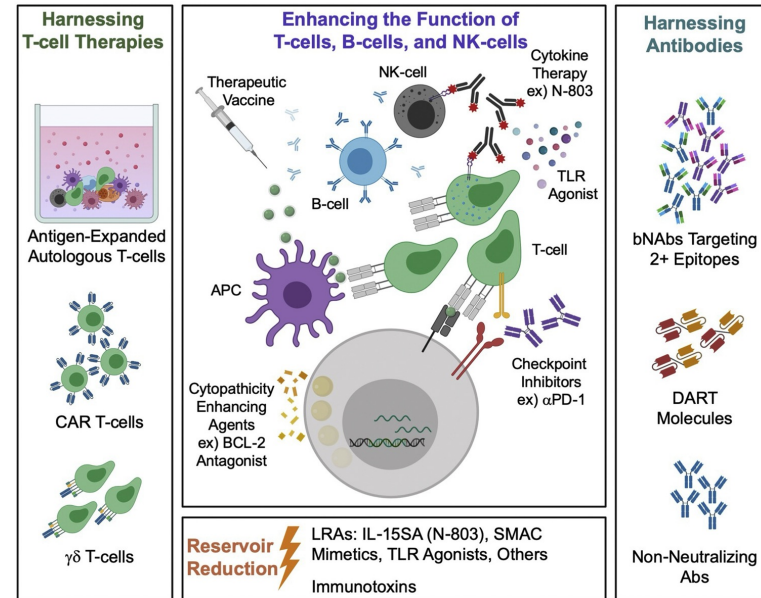 Harnessing
T-cell Therapies
Antigen-Expanded
Autologous T-cells
CAR T-cells
γδ T-cells
Enhancing the Function of
T-cells, B-cells, and NK-cells
Therapeutic
Vaccine
NK-cell
Cytokine
Therapy
ex) N-803
B-cell
TLR
Agonist
APC
T-cell
Cytopathicity
Enhancing
Agents
ex) BCL-2
Antagonist
Checkpoint
Inhibitors
ex) αPD-1
Reservoir
Reduction
LRAs: IL-15SA (N-803), SMAC
Mimetics, TLR Agonists, Others
Immunotoxins
Harnessing
Antibodies
bNAbs Targeting
2+ Epitopes
DART
Molecules
Non-Neutralizing
Abs